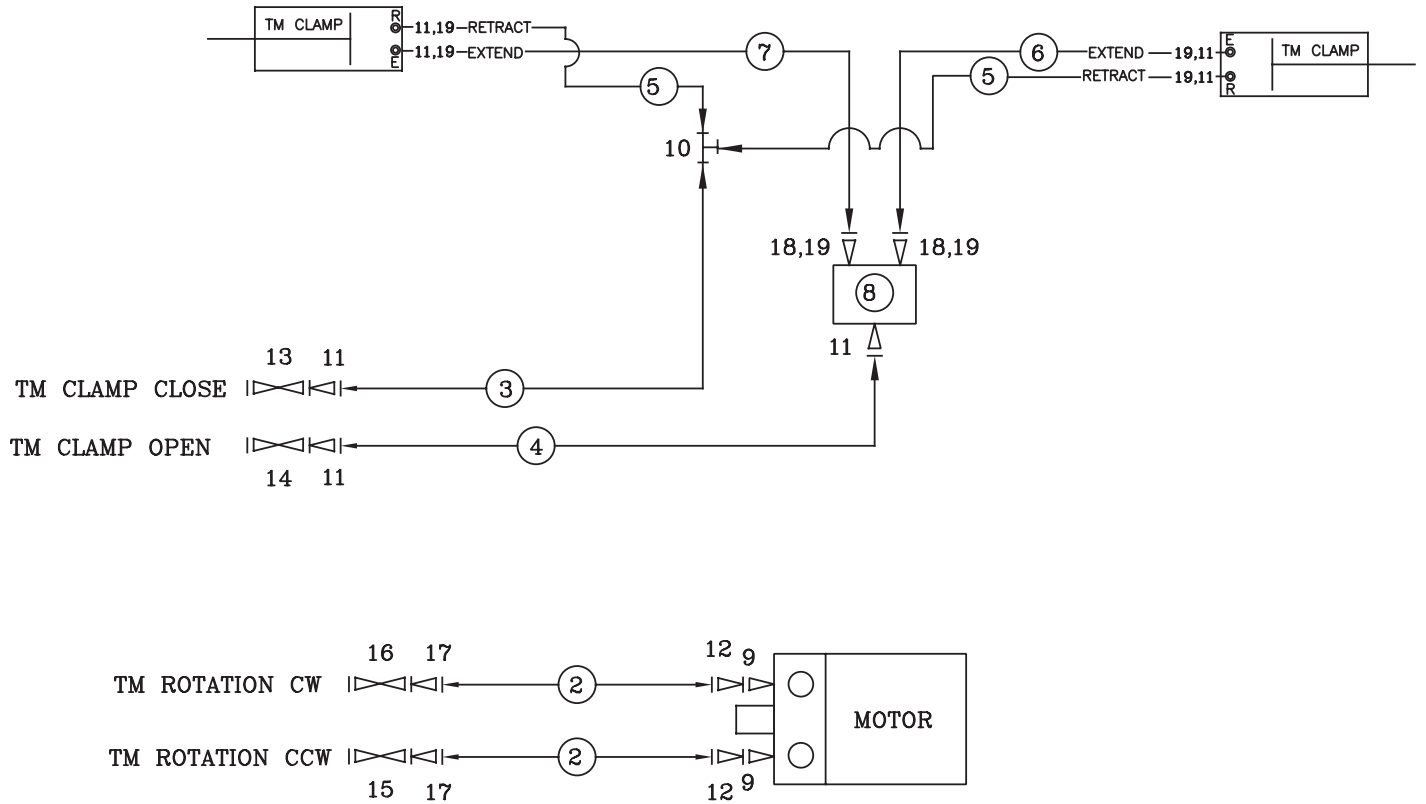 TM CLAMP
R
11,19 RETRACT
11,19 EXTEND
E
7
5
6
EXTEND 19,11
5
RETRACT 19,11
E
R
TM CLAMP
10
18,19
18,19
8
11
13 11
TM CLAMP CLOSE
3
TM CLAMP OPEN
4
14 11
16 17
12 9
TM ROTATION CW
2
MOTOR
TM ROTATION CCW
2
15 17
12 9